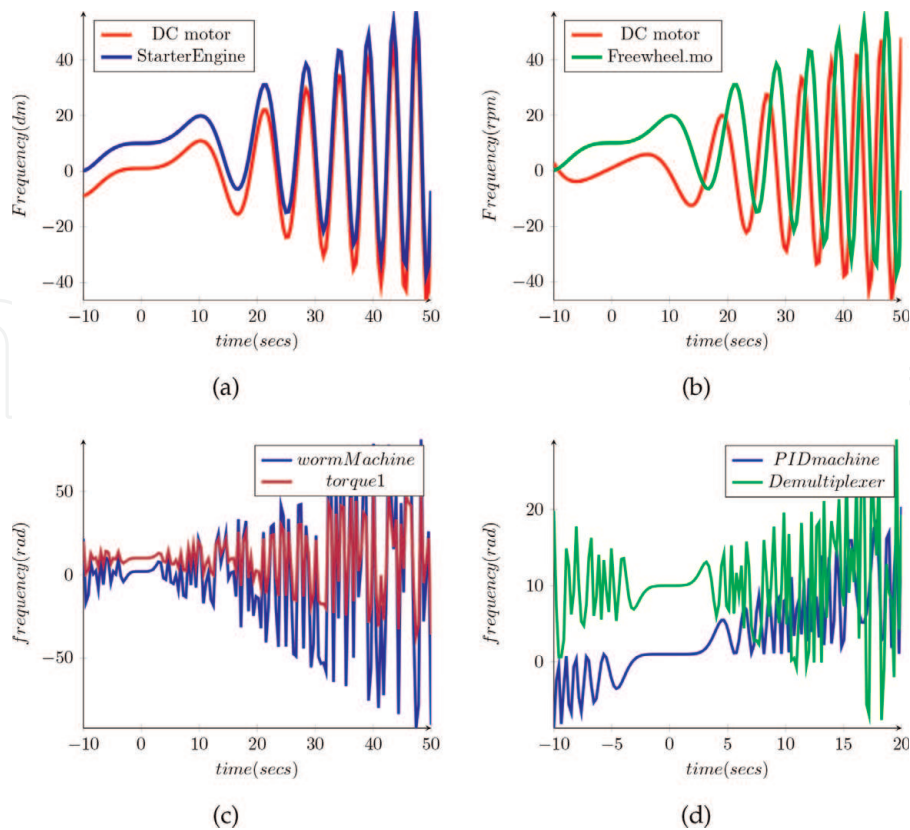 DC motor
StarterEngine
Frequency(dm)
40
20
0
−20
−40
−10 0 10 20 30 40 50
time(secs)
(a)
DC motor
Freewheel.mo
Frequency(rpm)
40
20
0
−20
−40
−10 0 10 20 30 40 50
time(secs)
(b)
wormMachine
torque1
frequency(rad)
50
0
−50
−10 0 10 20 30 40 50
time(secs)
(c)
PIDmachine
Demultiplexer
frequency(rad)
20
10
0
−10 −5 0 5 10 15 20
time(secs)
(d)